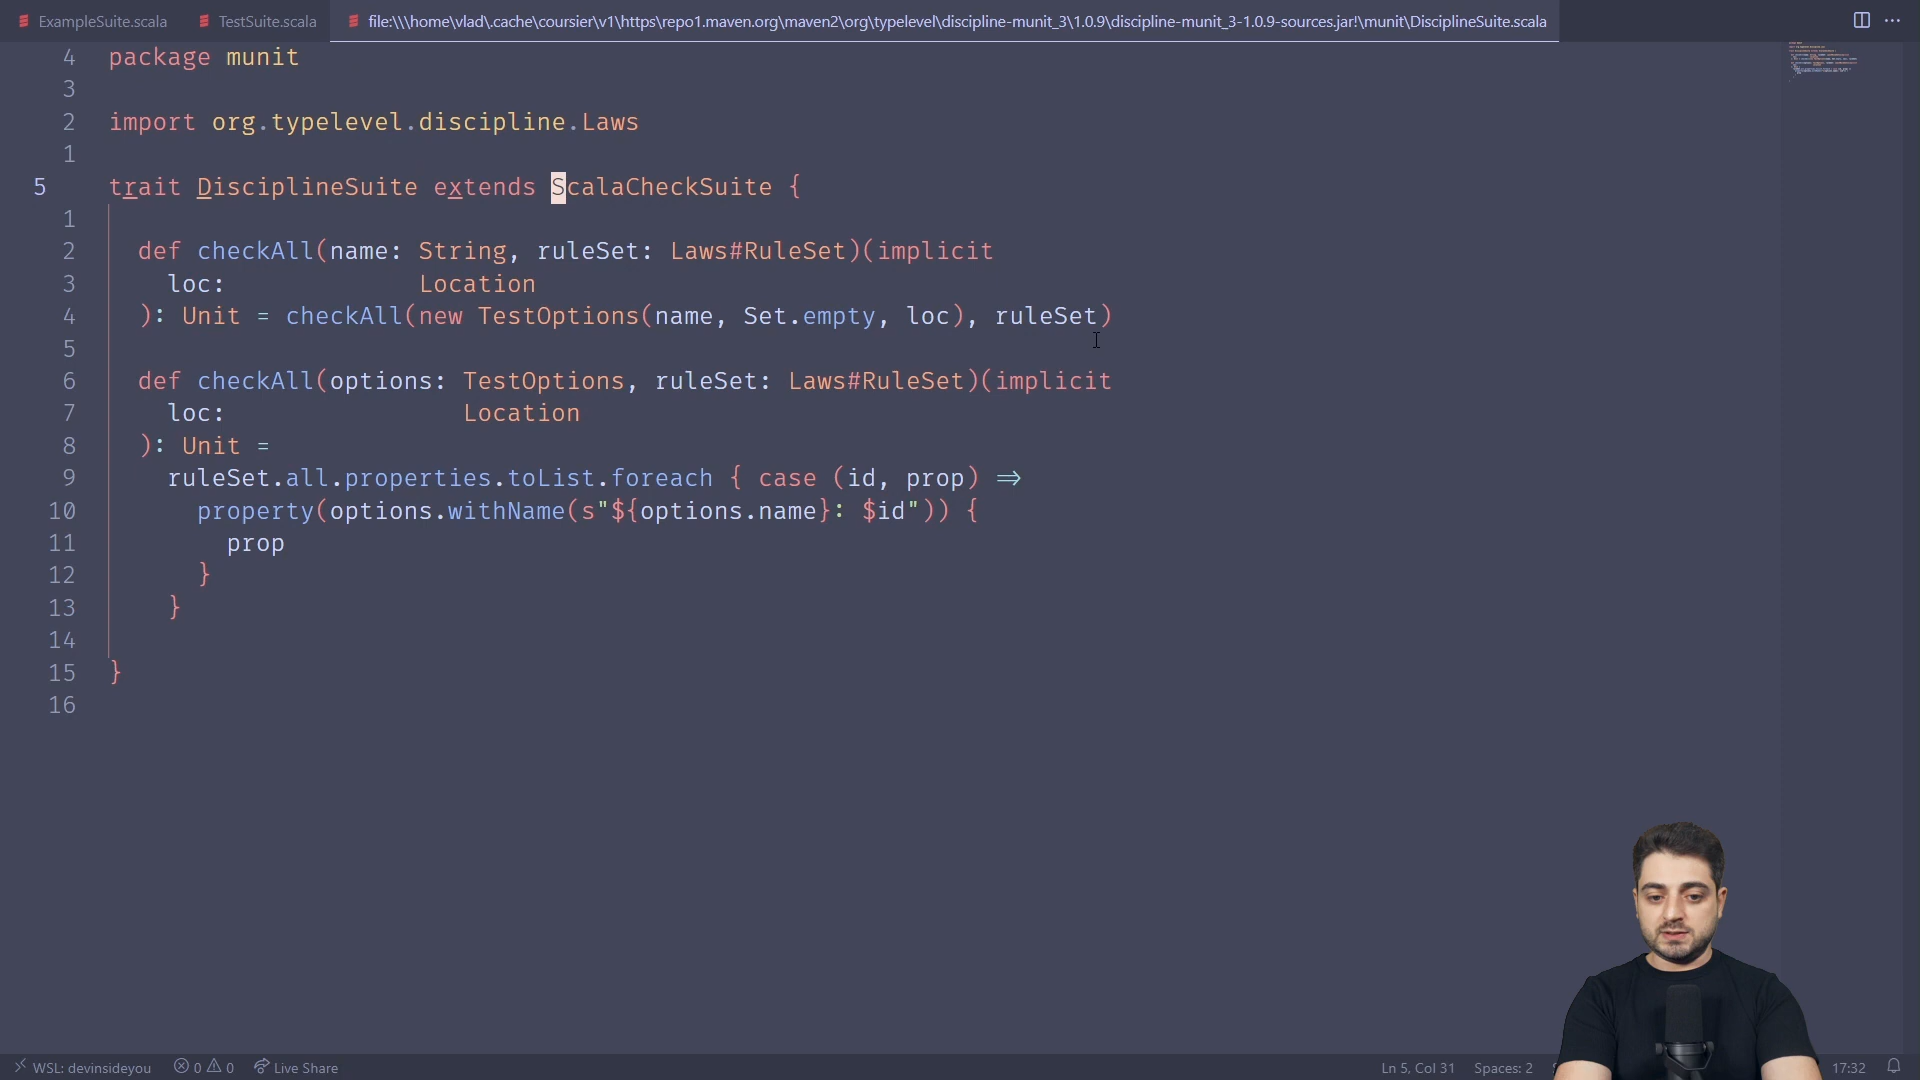 ExampleSuite.scala TestSuite.scala file:\\\home\vlad\.cache\coursier\v1\https\repo1.maven.org\maven2\org\typelevel\discipline-munit_3\1.0.9\discipline-munit_3-1.0.9-sources.jar!\munit\DisciplineSuite.scala
4 package munit
3
2 import org.typelevel.discipline.Laws
1
5 trait DisciplineSuite extends ScalaCheckSuite {
1
2 def checkAll(name: String, ruleSet: Laws#RuleSet)(implicit
3 loc: Location
4 ): Unit = checkAll(new TestOptions(name, Set.empty, loc), ruleSet)
5
6 def checkAll(options: TestOptions, ruleSet: Laws#RuleSet)(implicit
7 loc: Location
8 ): Unit =
9 ruleSet.all.properties.toList.foreach { case (id, prop) =>
10 property(options.withName(s"${options.name}: $id")) {
11 prop
12 }
13 }
14
15 }
16
WSL: devinsideyou 0 0 Live Share Ln 5, Col 31 Spaces: 2 17:32